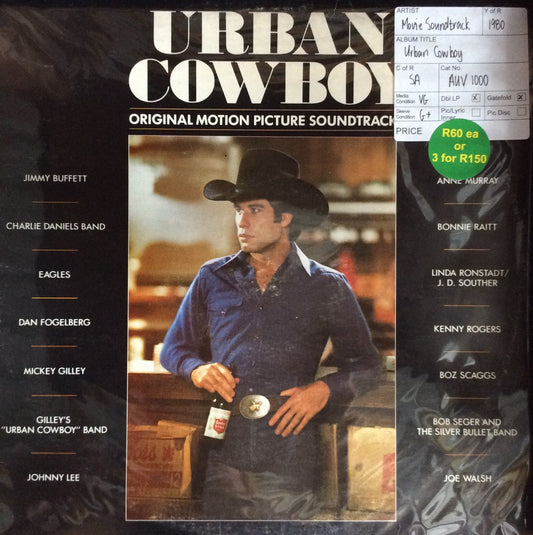 URBAN
COWBOY
ORIGINAL MOTION PICTURE SOUNDTRACK
ARTIST
Y of R
Movie Soundtrack
1980
ALBUM TITLE
Urban Cowboy
C of R
Cat No.
SA
AUV 1000
Media Condition
VG
Dbl LP
X
Gatefold
X
Sleeve Condition
G+
Pic/Lyric Inner
Pic Disc
PRICE
R60 ea
or
3 for R150
JIMMY BUFFETT
CHARLIE DANIELS BAND
EAGLES
DAN FOGELBERG
MICKEY GILLEY
GILLEY'S
"URBAN COWBOY" BAND
JOHNNY LEE
ANNE MURRAY
BONNIE RAITT
LINDA RONSTADT/
J. D. SOUTHER
KENNY ROGERS
BOZ SCAGGS
BOB SEGER AND
THE SILVER BULLET BAND
JOE WALSH